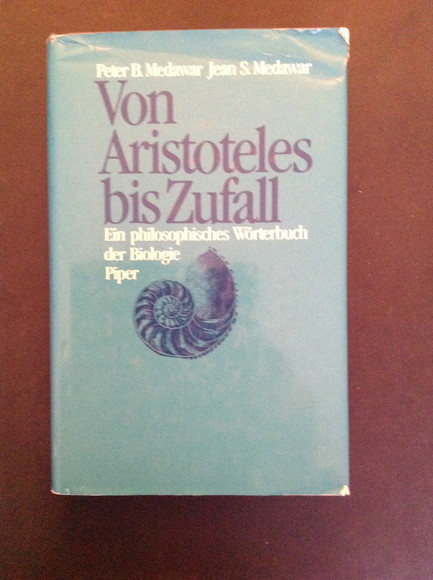 Peter B. Medawar Jean S. Medawar
Von
Aristoteles
bis Zufall
Ein philosophisches Wörterbuch
der Biologie
Piper